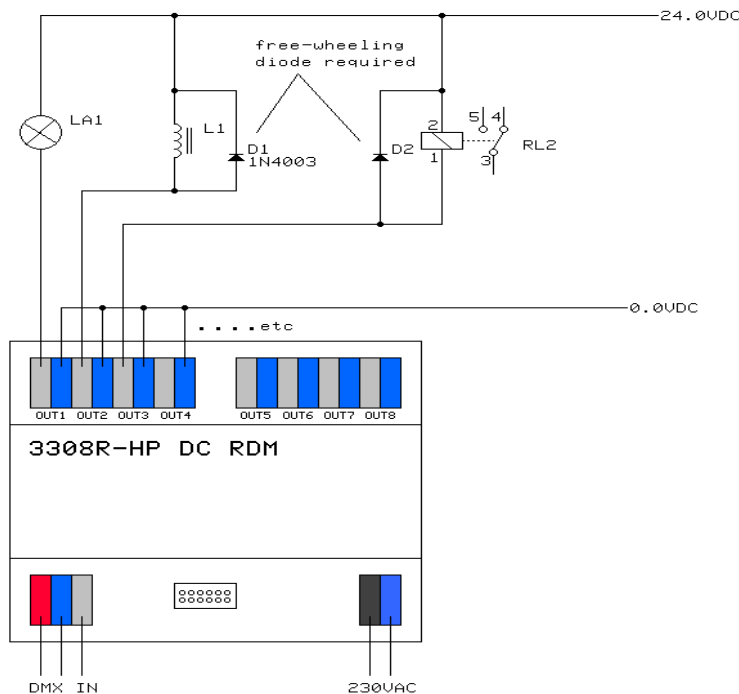 24.0VDC
free-wheeling
diode required
LA1
L1
D1
1N4003
D2
2
1
5 4
3
RL2
0.0VDC
....etc
OUT1 OUT2 OUT3 OUT4 OUT5 OUT6 OUT7 OUT8
3308R-HP DC RDM
DMX IN 230VAC